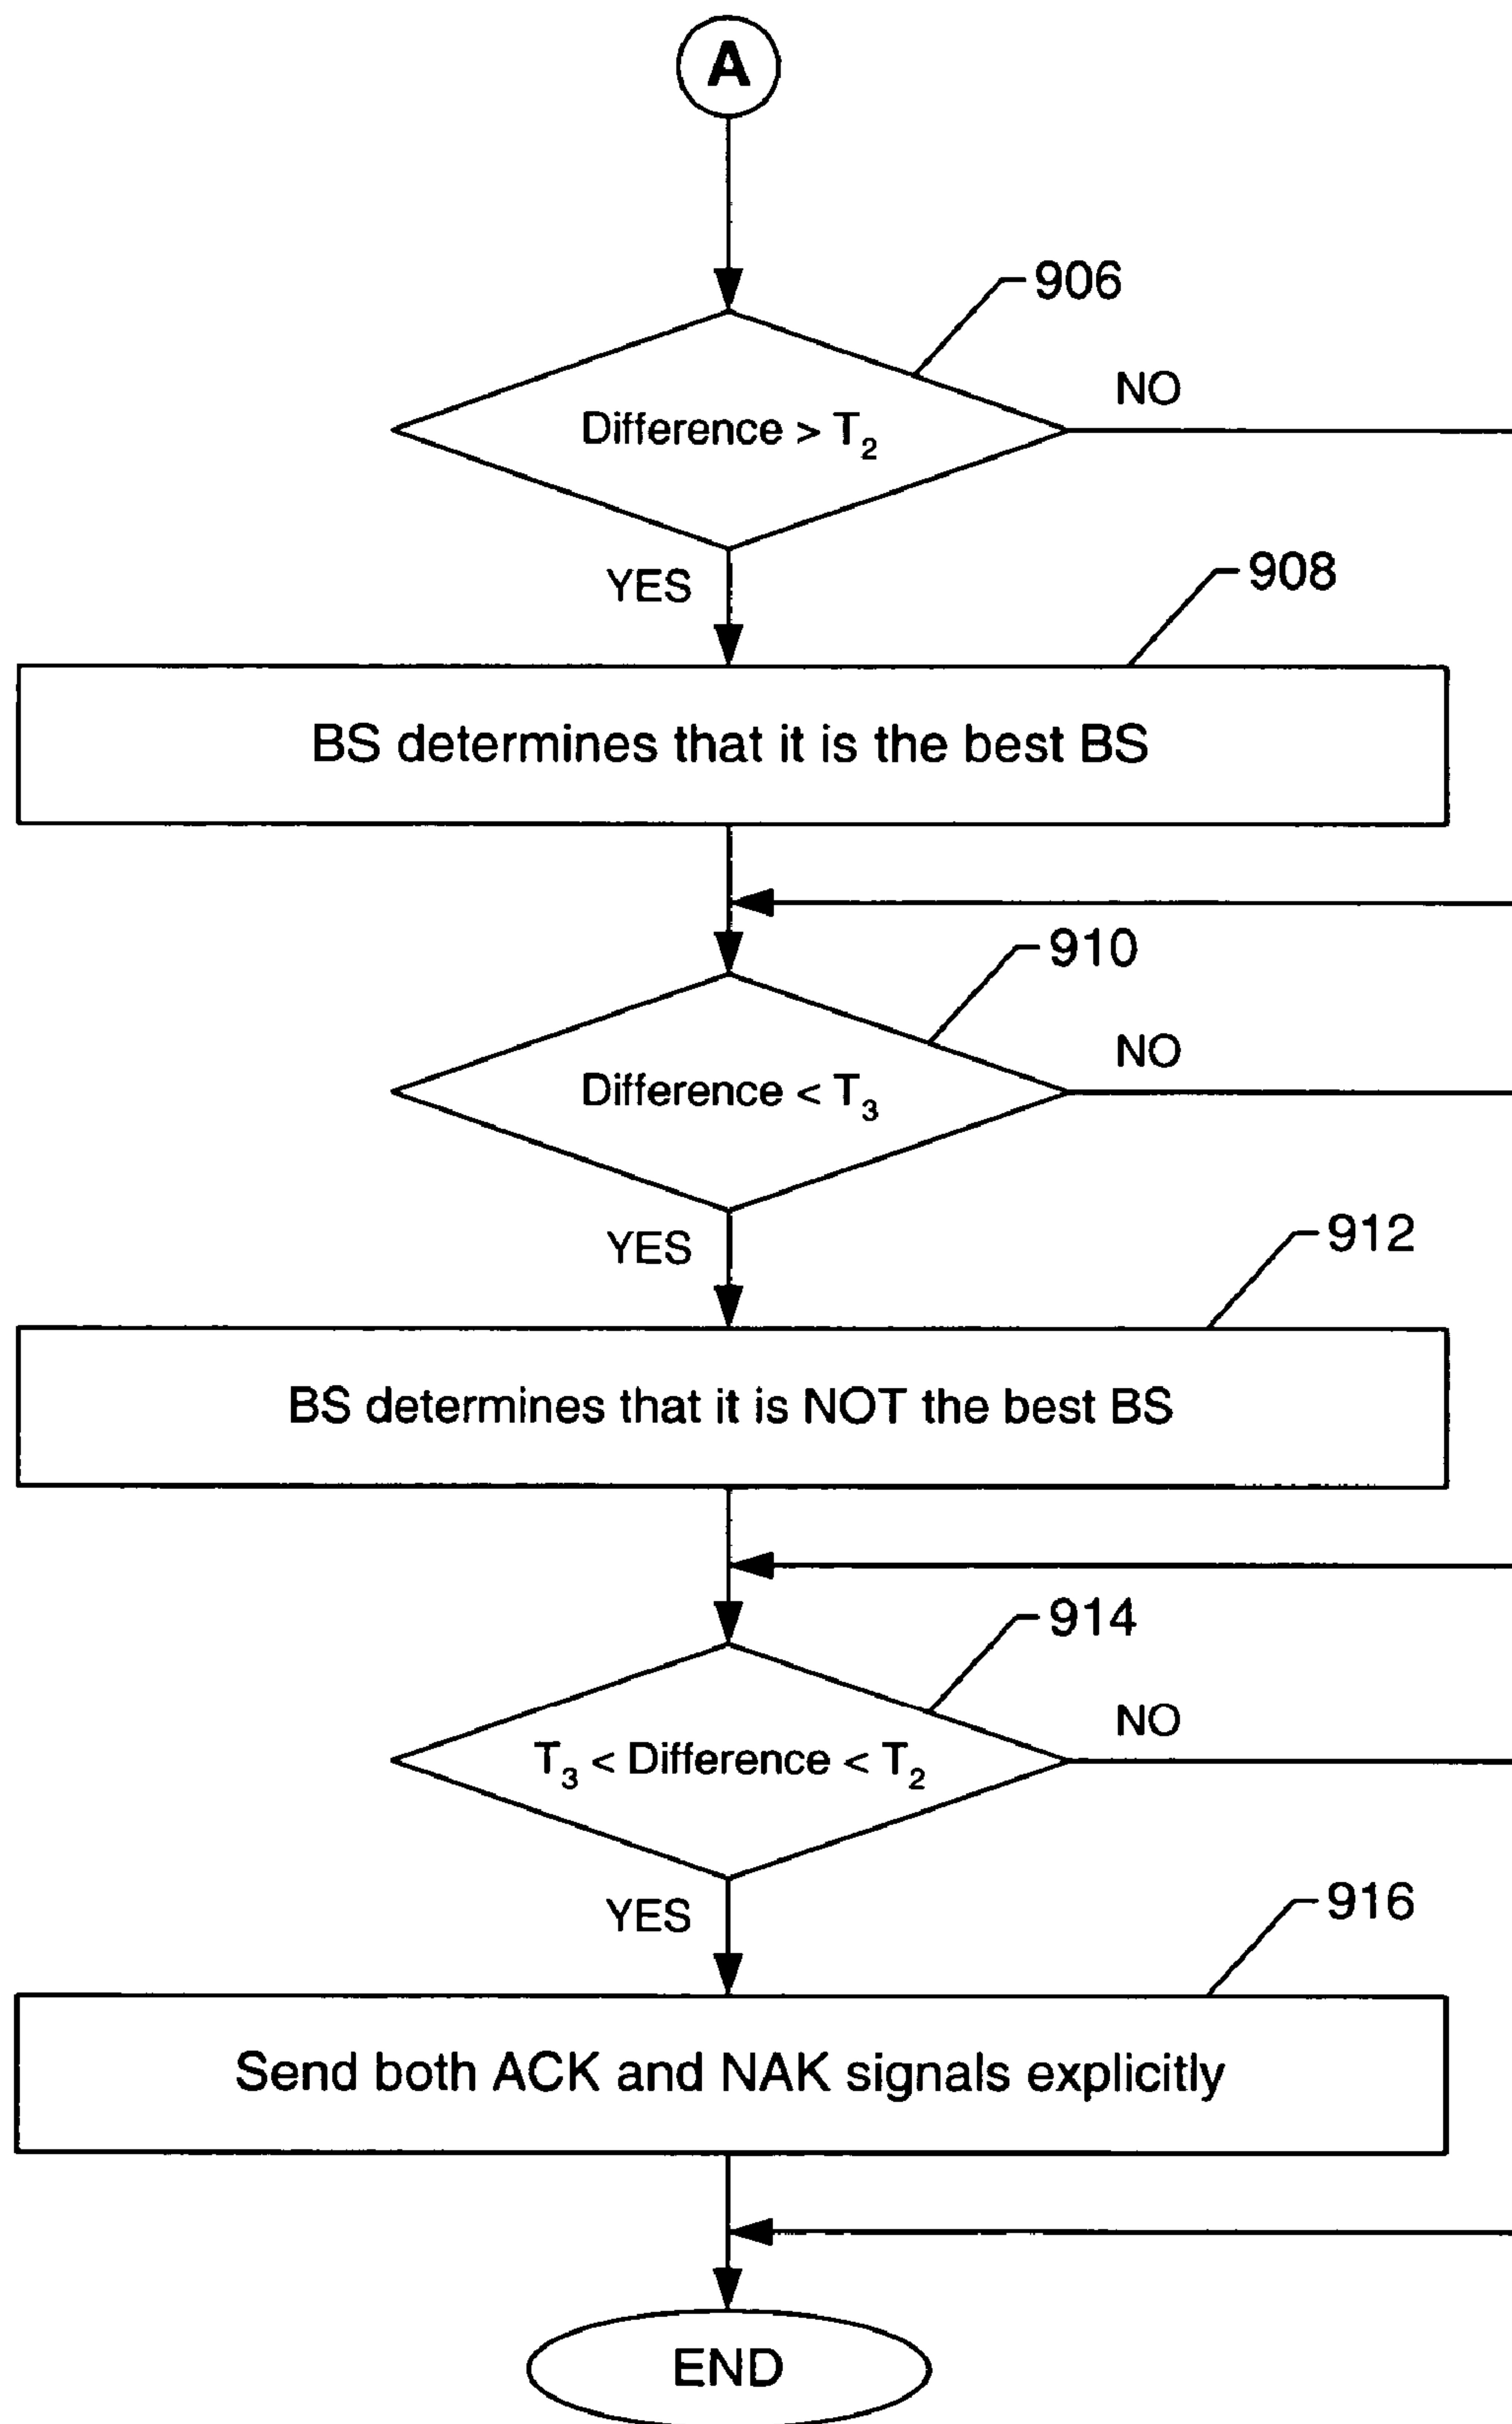 A
906
Difference > T2
NO
YES
908
BS determines that it is the best BS
910
Difference < T3
NO
YES
912
BS determines that it is NOT the best BS
914
T3 < Difference < T2
NO
YES
916
Send both ACK and NAK signals explicitly
END